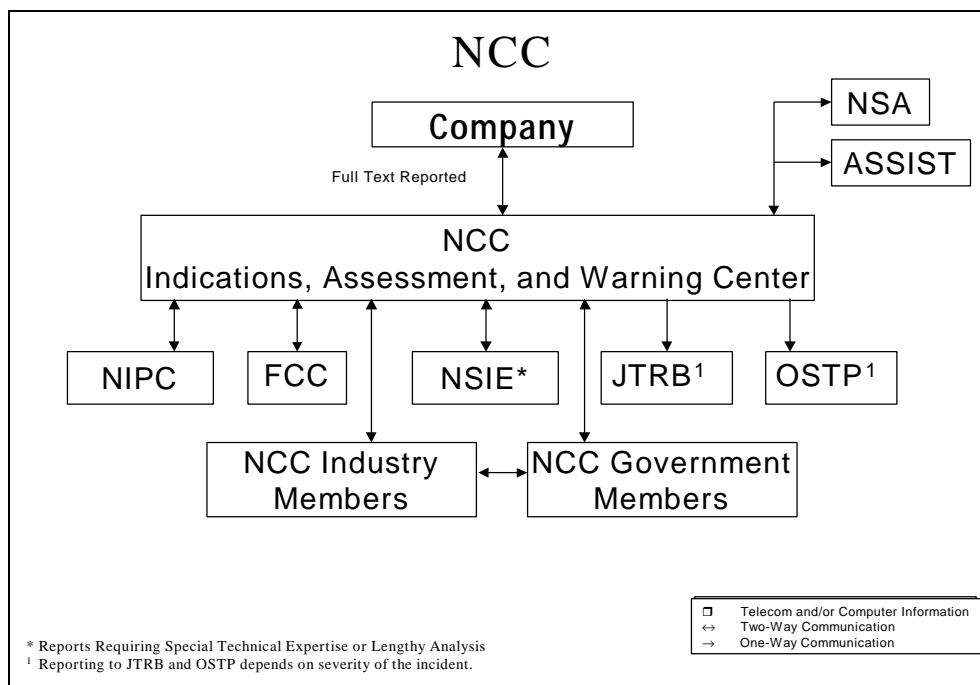 NCC
Company
NSA
Full Text Reported
ASSIST
NCC
Indications, Assessment, and Warning Center
NIPC
FCC
NSIE*
JTRB¹
OSTP¹
NCC Industry
Members
NCC Government
Members
* Reports Requiring Special Technical Expertise or Lengthy Analysis
¹ Reporting to JTRB and OSTP depends on severity of the incident.
Telecom and/or Computer Information
↔ Two-Way Communication
→ One-Way Communication